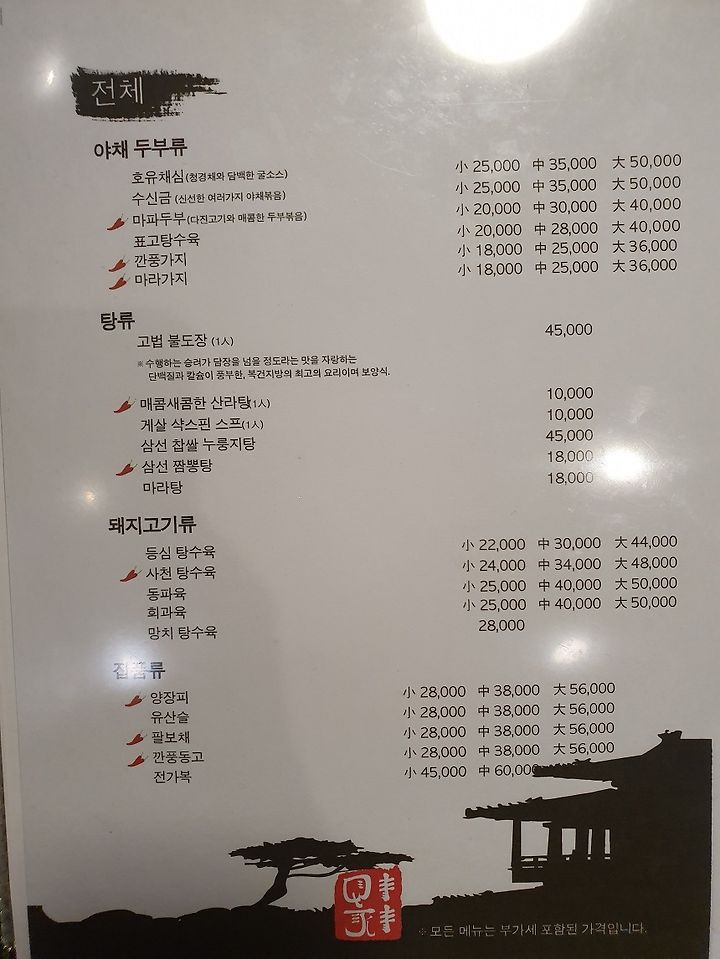 전체
야채 두부류
호유채심(청경채와 담백한 굴소스) 小 25,000 中 35,000 大 50,000
수신금 (신선한 여러가지 야채볶음) 小 25,000 中 35,000 大 50,000
마파두부(다진고기와 매콤한 두부볶음) 小 20,000 中 30,000 大 40,000
표고탕수육 小 20,000 中 28,000 大 40,000
깐풍가지 小 18,000 中 25,000 大 36,000
마라가지 小 18,000 中 25,000 大 36,000
탕류
고법 불도장 (1人) 45,000
※ 수행하는 승려가 담장을 넘을 정도라는 맛을 자랑하는
단백질과 칼슘이 풍부한, 복건지방의 최고의 요리이며 보양식.
매콤새콤한 산라탕(1人) 10,000
게살 샥스핀 스프(1人) 10,000
삼선 찹쌀 누룽지탕 45,000
삼선 짬뽕탕 18,000
마라탕 18,000
돼지고기류
등심 탕수육 小 22,000 中 30,000 大 44,000
사천 탕수육 小 24,000 中 34,000 大 48,000
동파육 小 25,000 中 40,000 大 50,000
회과육 小 25,000 中 40,000 大 50,000
망치 탕수육 28,000
잡품류
양장피 小 28,000 中 38,000 大 56,000
유산슬 小 28,000 中 38,000 大 56,000
팔보채 小 28,000 中 38,000 大 56,000
깐풍동고 小 28,000 中 38,000 大 56,000
전가복 小 45,000 中 60,000
※ 모든 메뉴는 부가세 포함된 가격입니다.